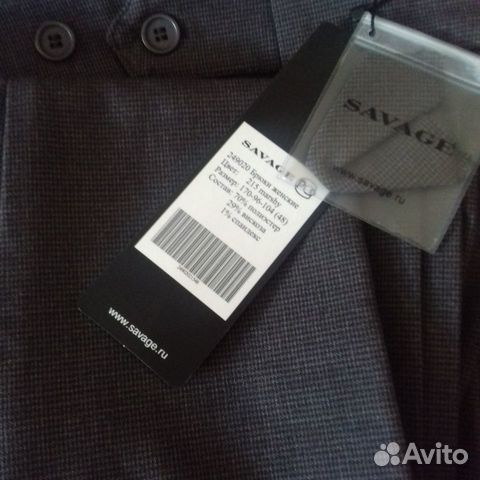 SAVAGE
249020 Брюки женские
Цвет: 215 marshy
Размер: 170-96-104 (48)
Состав: 70% полиэстер
29% вискоза
1% спандекс
www.savage.ru
SAVAGE
www.savage.ru
Avito